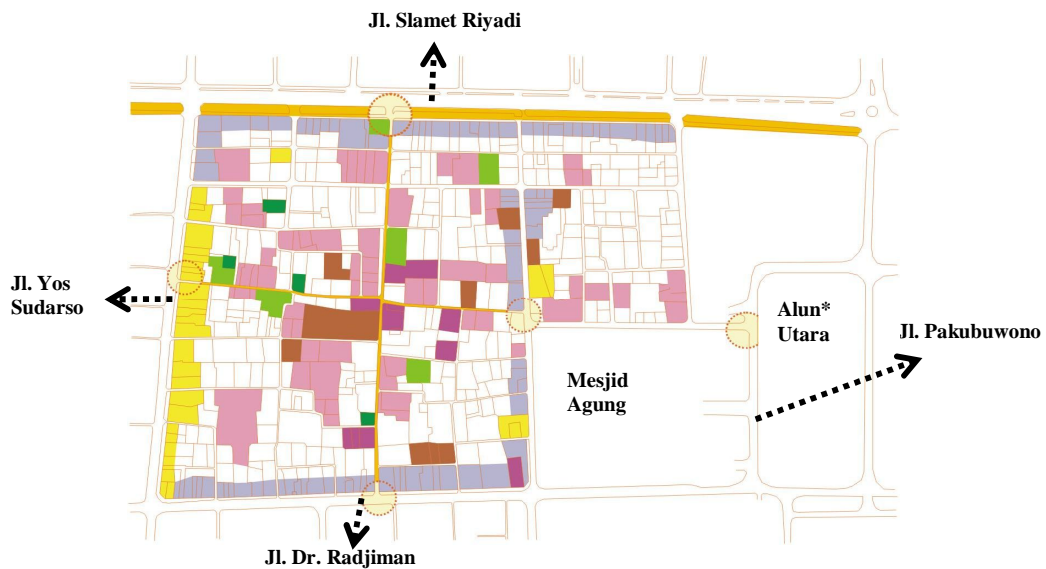 Jl. Slamet Riyadi
Jl. Yos
Sudarso
Alun*
Utara
Jl. Pakubuwono
Mesjid
Agung
Jl. Dr. Radjiman